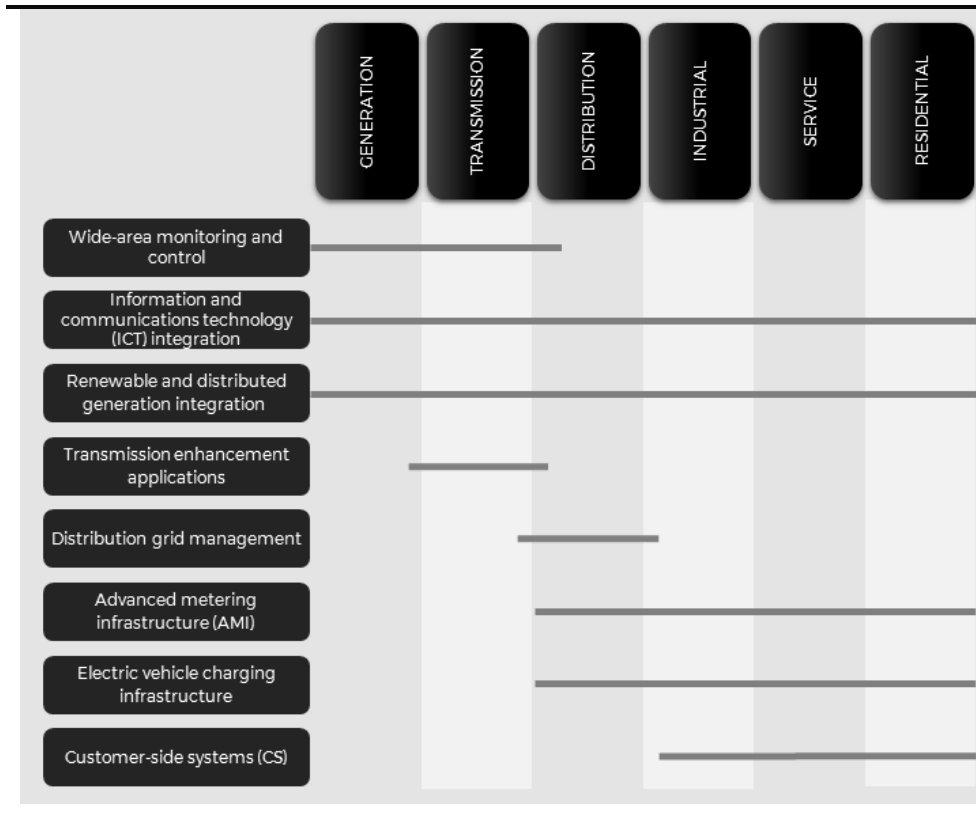 GENERATION
TRANSMISSION
DISTRIBUTION
INDUSTRIAL
SERVICE
RESIDENTIAL
Wide-area monitoring and
control
Information and
communications technology
(ICT) integration
Renewable and distributed
generation integration
Transmission enhancement
applications
Distribution grid management
Advanced metering
infrastructure (AMI)
Electric vehicle charging
infrastructure
Customer-side systems (CS)